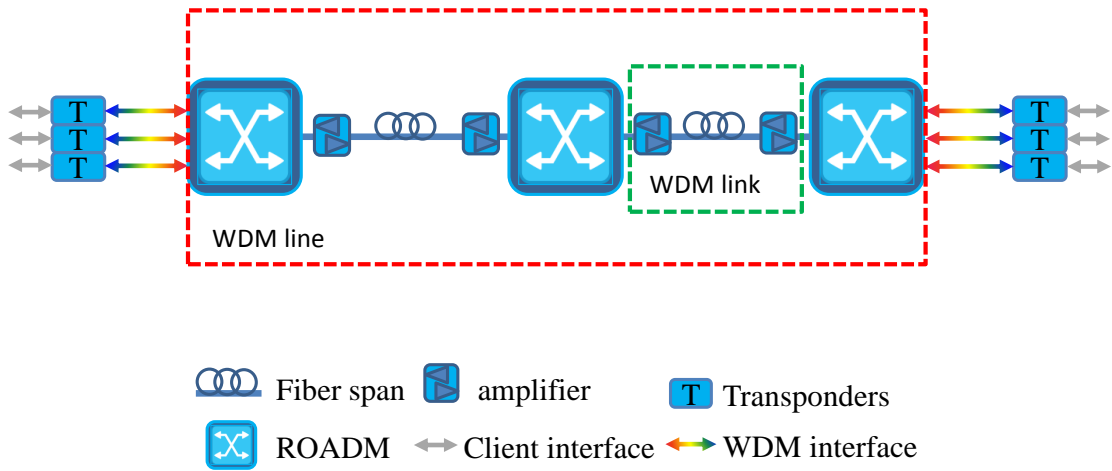 T
T
T
T
T
T
WDM link
WDM line
Fiber span
amplifier
T
Transponders
ROADM
Client interface
WDM interface